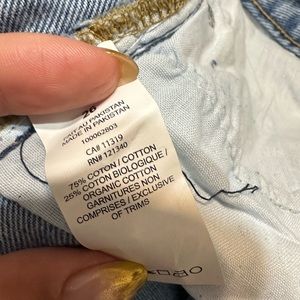 26
FAIT AU PAKISTAN
MADE IN PAKISTAN
100062803
CA# 11319
RN# 121340
75% COTON / COTTON
25% COTON BIOLOGIQUE /
ORGANIC COTTON
GARNITURES NON
COMPRISES / EXCLUSIVE
OF TRIMS